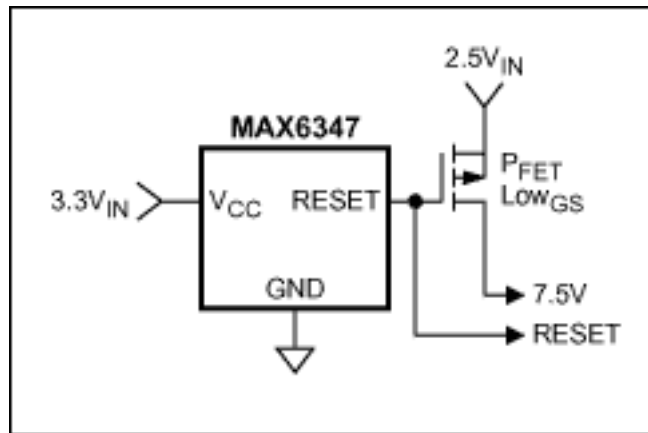 2.5VIN
MAX6347
PFET
LowGS
3.3VIN
VCC
RESET
GND
7.5V
RESET